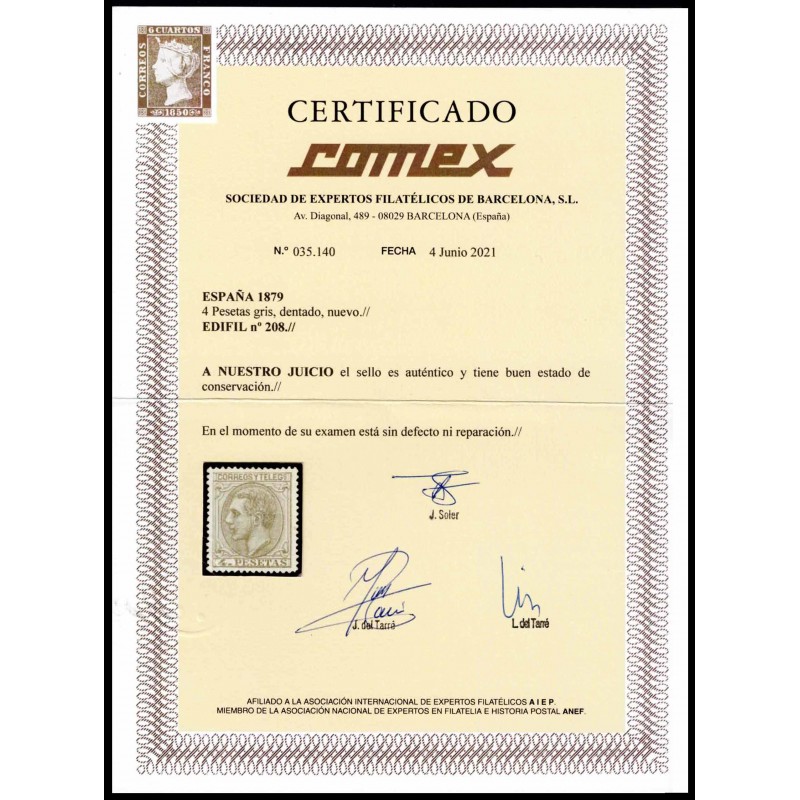 6 CUARTOS
CORREOS
FRANCO
1850
CERTIFICADO
comex
SOCIEDAD DE EXPERTOS FILATÉLICOS DE BARCELONA, S.L.
Av. Diagonal, 489 - 08029 BARCELONA (España)
N.º 035.140 FECHA 4 Junio 2021
ESPAÑA 1879
4 Pesetas gris, dentado, nuevo.//
EDIFIL nº 208.//
A NUESTRO JUICIO el sello es auténtico y tiene buen estado de
conservación.//
En el momento de su examen está sin defecto ni reparación.//
CORREOS Y TELEGS
4 PESETAS
J. Soler
J. del Tarré
L. del Tarré
AFILIADO A LA ASOCIACIÓN INTERNACIONAL DE EXPERTOS FILATÉLICOS A I E P.
MIEMBRO DE LA ASOCIACIÓN NACIONAL DE EXPERTOS EN FILATELIA E HISTORIA POSTAL ANEF.